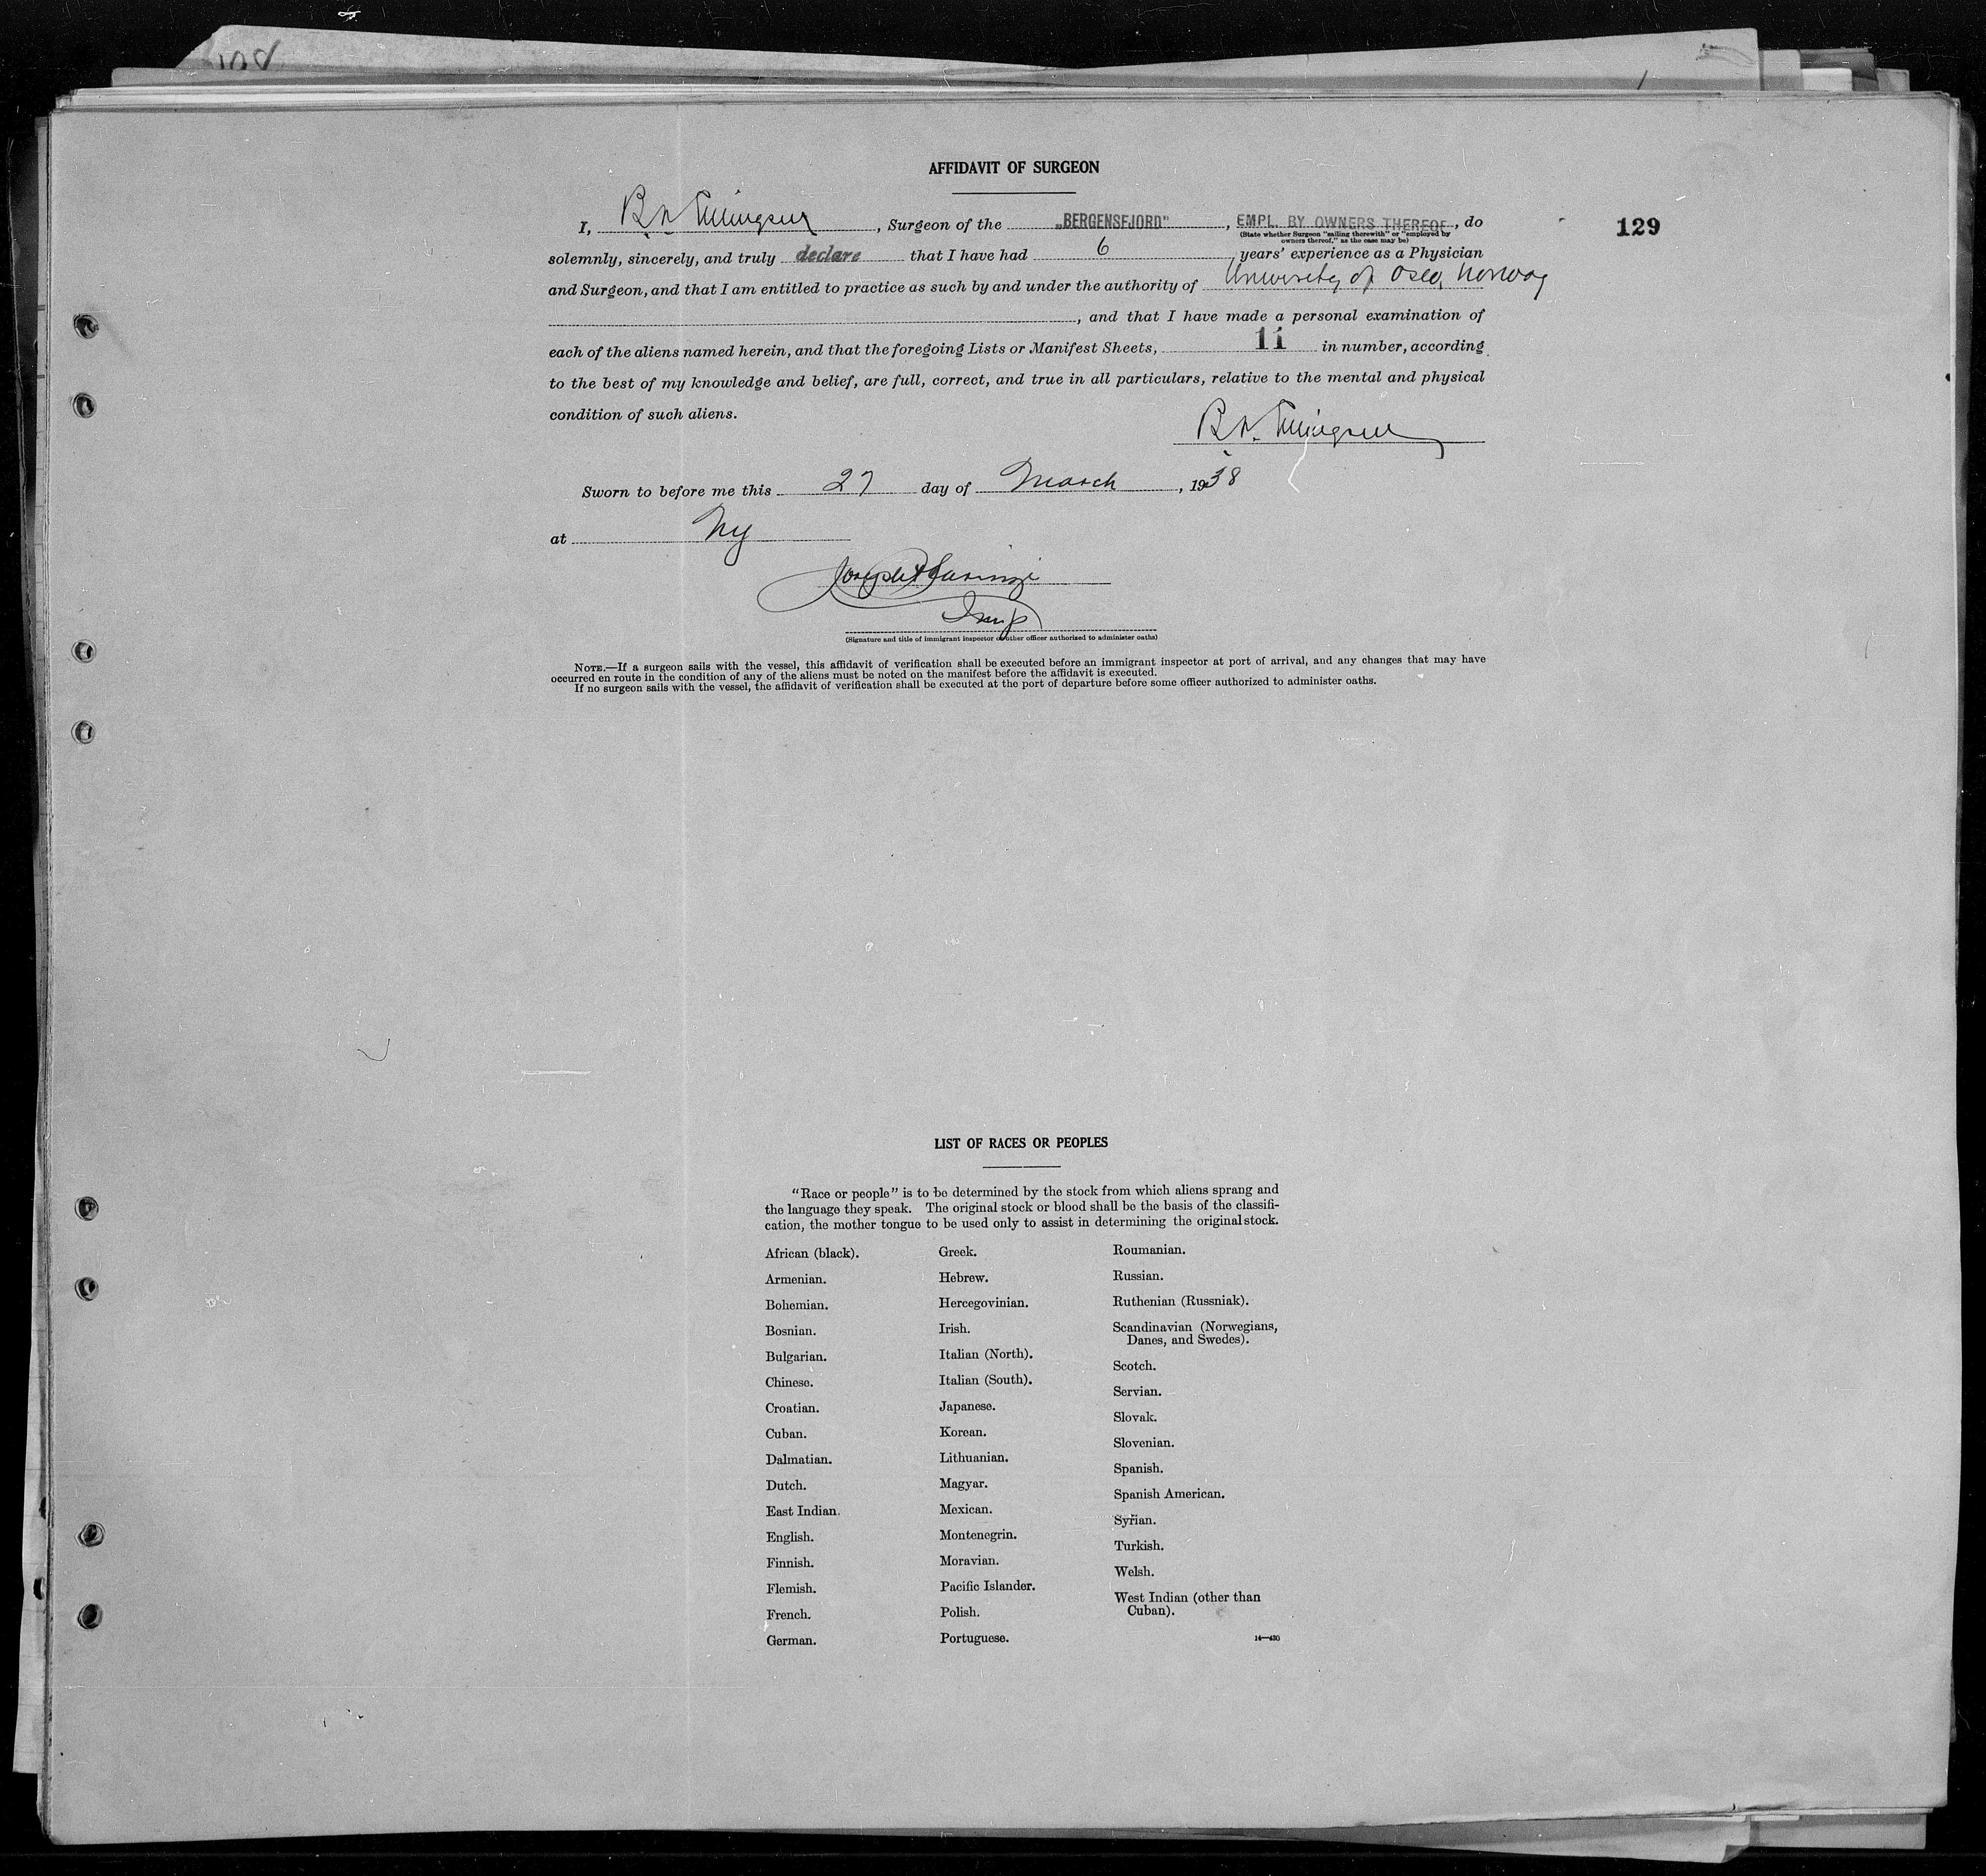 AFFIDAVIT OF SURGEON
129
I, B. N. , Surgeon of the „BERGENSFJORD", EMPL. BY OWNERS THEREOF, do
(State whether Surgeon "sailing therewith" or "employed by
owners thereof," as the case may be)
solemnly, sincerely, and truly declare that I have had 6 years' experience as a Physician
and Surgeon, and that I am entitled to practice as such by and under the authority of University of Oslo, Norway
, and that I have made a personal examination of
each of the aliens named herein, and that the foregoing Lists or Manifest Sheets, 11 in number, according
to the best of my knowledge and belief, are full, correct, and true in all particulars, relative to the mental and physical
condition of such aliens.
B. N.
Sworn to before me this 27 day of March, 1938
at NY
Joseph
Insp
(Signature and title of immigrant inspector or other officer authorized to administer oaths)
NOTE.—If a surgeon sails with the vessel, this affidavit of verification shall be executed before an immigrant inspector at port of arrival, and any changes that may have
occurred en route in the condition of any of the aliens must be noted on the manifest before the affidavit is executed.
If no surgeon sails with the vessel, the affidavit of verification shall be executed at the port of departure before some officer authorized to administer oaths.
LIST OF RACES OR PEOPLES
"Race or people" is to be determined by the stock from which aliens sprang and
the language they speak. The original stock or blood shall be the basis of the classifi-
cation, the mother tongue to be used only to assist in determining the original stock.
African (black).
Armenian.
Bohemian.
Bosnian.
Bulgarian.
Chinese.
Croatian.
Cuban.
Dalmatian.
Dutch.
East Indian.
English.
Finnish.
Flemish.
French.
German.
Greek.
Hebrew.
Hercegovinian.
Irish.
Italian (North).
Italian (South).
Japanese.
Korean.
Lithuanian.
Magyar.
Mexican.
Montenegrin.
Moravian.
Pacific Islander.
Polish.
Portuguese.
Roumanian.
Russian.
Ruthenian (Russniak).
Scandinavian (Norwegians,
Danes, and Swedes).
Scotch.
Servian.
Slovak.
Slovenian.
Spanish.
Spanish American.
Syrian.
Turkish.
Welsh.
West Indian (other than
Cuban).
14—430